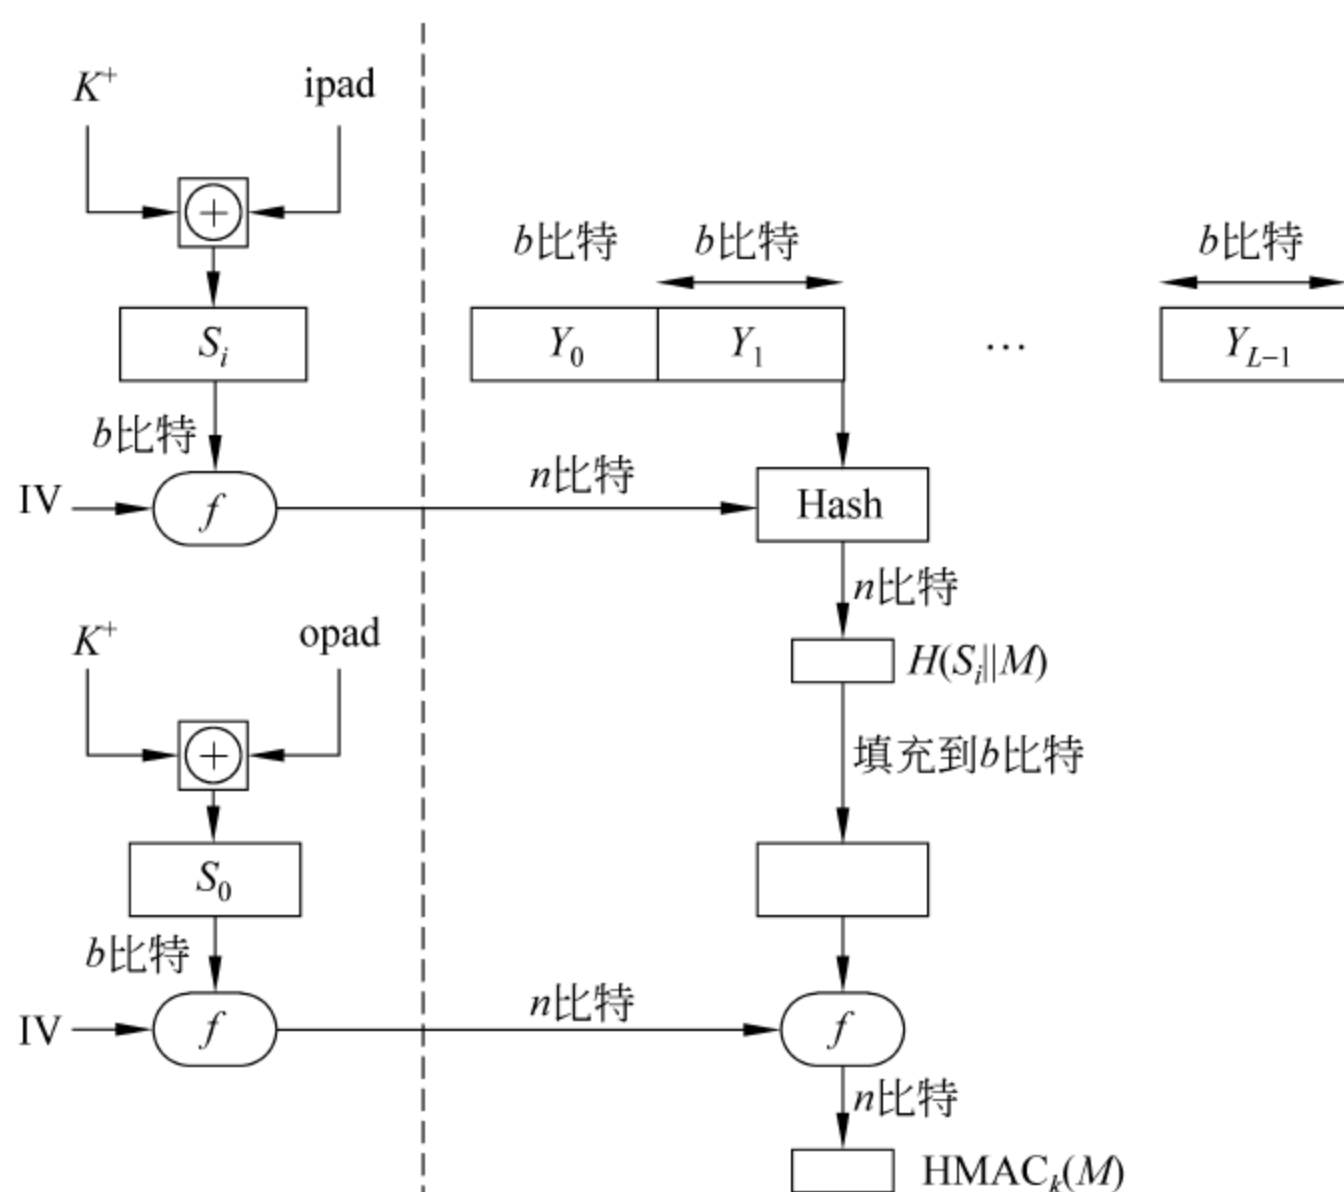 K⁺ ipad
b比特 b比特 b比特
Sᵢ Y₀ Y₁ … Y_{L−1}
b比特
IV f n比特 Hash
n比特
K⁺ opad H(Sᵢ||M)
填充到b比特
S₀
b比特
IV f n比特 f
n比特
HMACₖ(M)